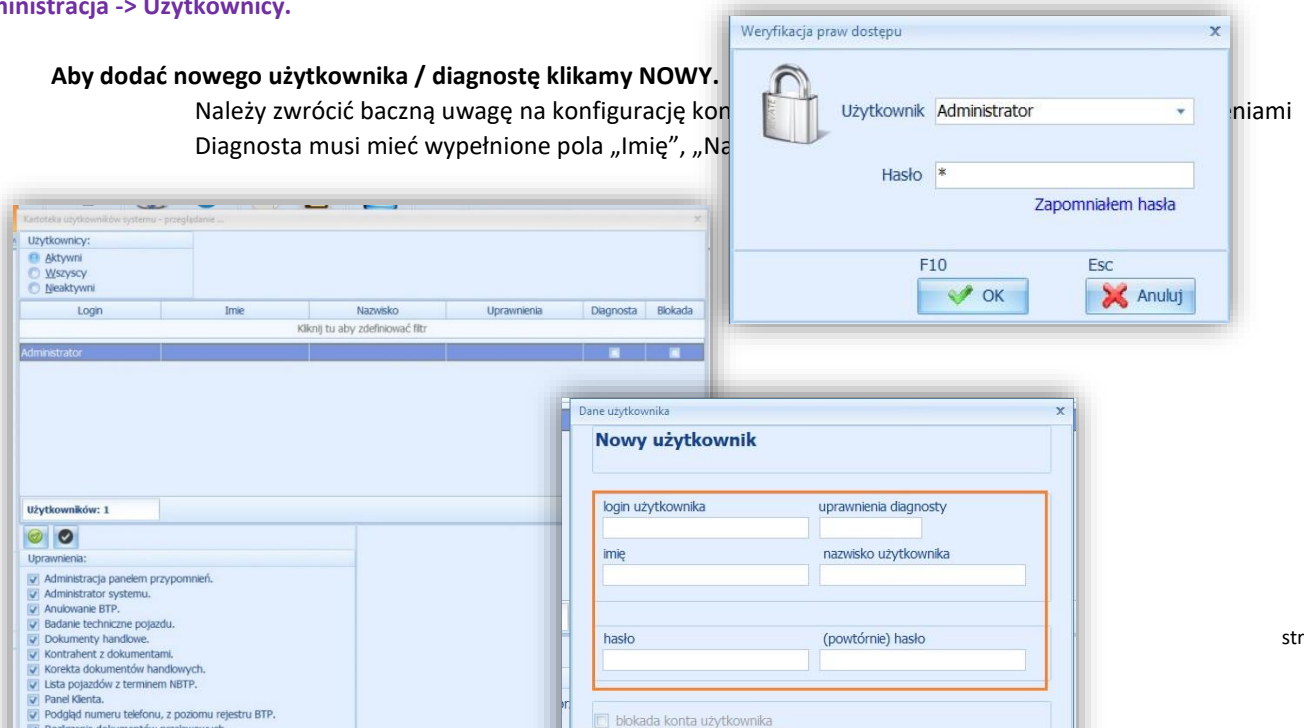 ministracja -> Użytkownicy.
Aby dodać nowego użytkownika / diagnostę klikamy NOWY.
Należy zwrócić baczną uwagę na konfigurację kon
niami
Diagnosta musi mieć wypełnione pola „Imię”, „Na
Weryfikacja praw dostępu
Użytkownik Administrator
Hasło *
Zapomniałem hasła
F10 Esc
OK Anuluj
Kartoteka użytkowników systemu - przeglądanie ...
Użytkownicy:
Aktywni
Wszyscy
Nieaktywni
Login Imie Nazwisko Uprawnienia Diagnosta Blokada
Kliknij tu aby zdefiniować filtr
Administrator
Użytkowników: 1
Uprawnienia:
Administracja panelem przypomnień.
Administrator systemu.
Anulowanie BTP.
Badanie techniczne pojazdu.
Dokumenty handlowe.
Kontrahent z dokumentami.
Korekta dokumentów handlowych.
Lista pojazdów z terminem NBTP.
Panel Klienta.
Podgląd numeru telefonu, z poziomu rejestru BTP.
Dane użytkownika
Nowy użytkownik
login użytkownika uprawnienia diagnosty
imię nazwisko użytkownika
hasło (powtórnie) hasło
blokada konta użytkownika
str